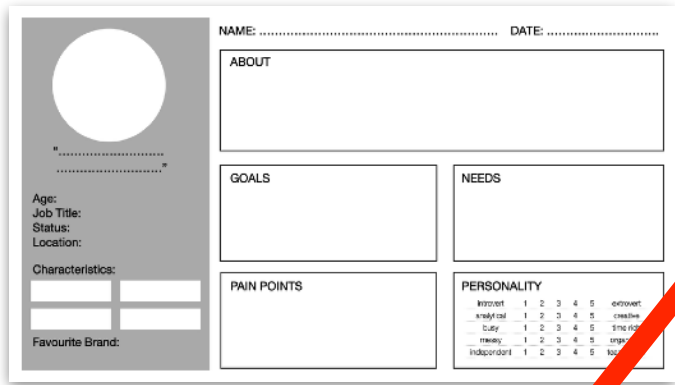 NAME: ............................................................ DATE: ............................
ABOUT
"...........................
..........................."
Age:
Job Title:
Status:
Location:
Characteristics:
Favourite Brand:
GOALS
NEEDS
PAIN POINTS
PERSONALITY
introvert 1 2 3 4 5 extrovert
analytical 1 2 3 4 5 creative
busy 1 2 3 4 5 time rich
messy 1 2 3 4 5
independent 1 2 3 4 5